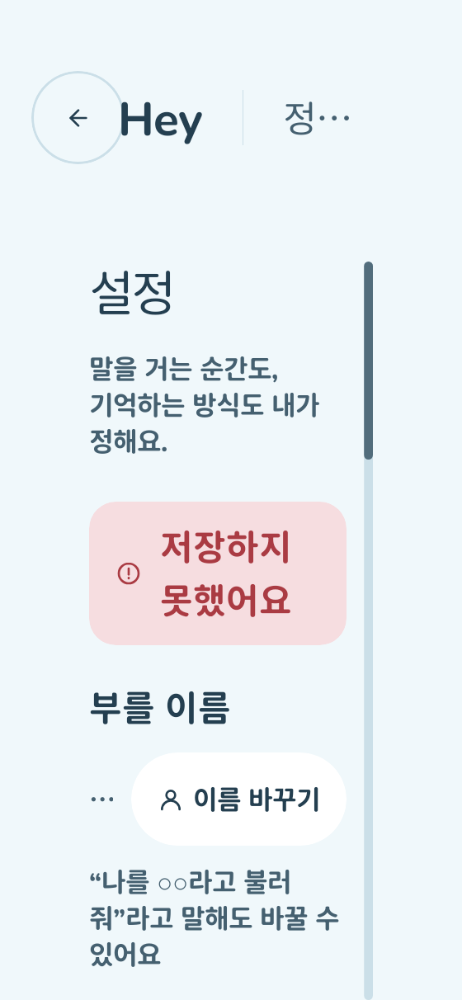 Hey
정…
설정
말을 거는 순간도,
기억하는 방식도 내가
정해요.
저장하지
못했어요
부를 이름
… 이름 바꾸기
“나를 ○○라고 불러
줘”라고 말해도 바꿀 수
있어요